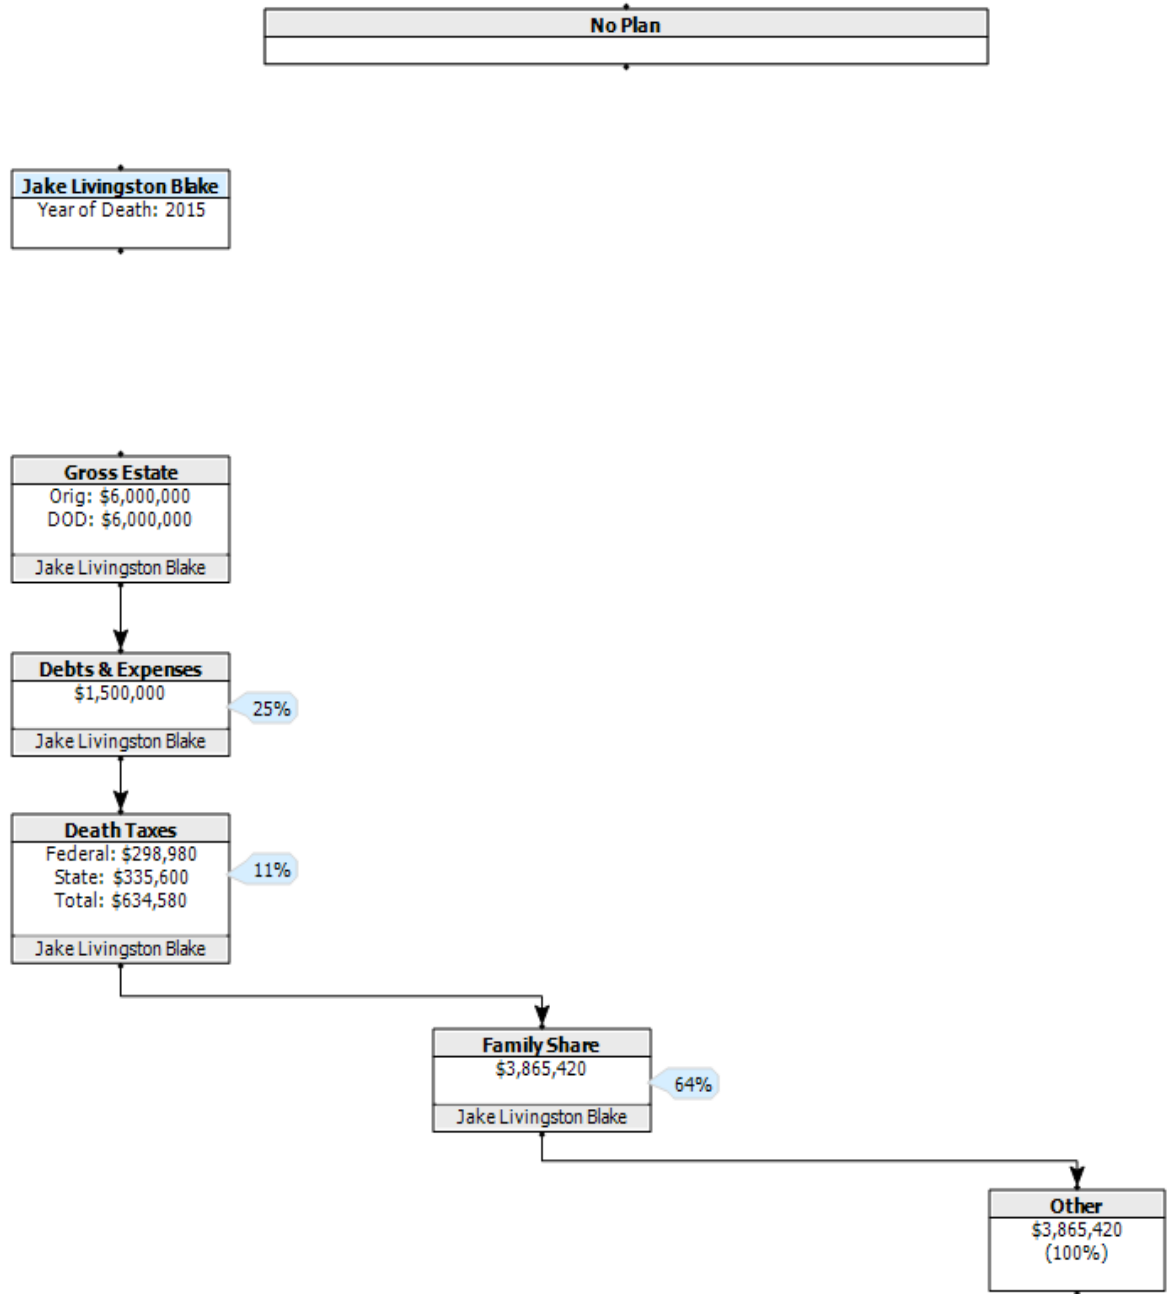 No Plan
Jake Livingston Blake
Year of Death: 2015
Gross Estate
Orig: $6,000,000
DOD: $6,000,000
Jake Livingston Blake
Debts & Expenses
$1,500,000
25%
Jake Livingston Blake
Death Taxes
Federal: $298,980
State: $335,600
Total: $634,580
11%
Jake Livingston Blake
Family Share
$3,865,420
64%
Jake Livingston Blake
Other
$3,865,420
(100%)